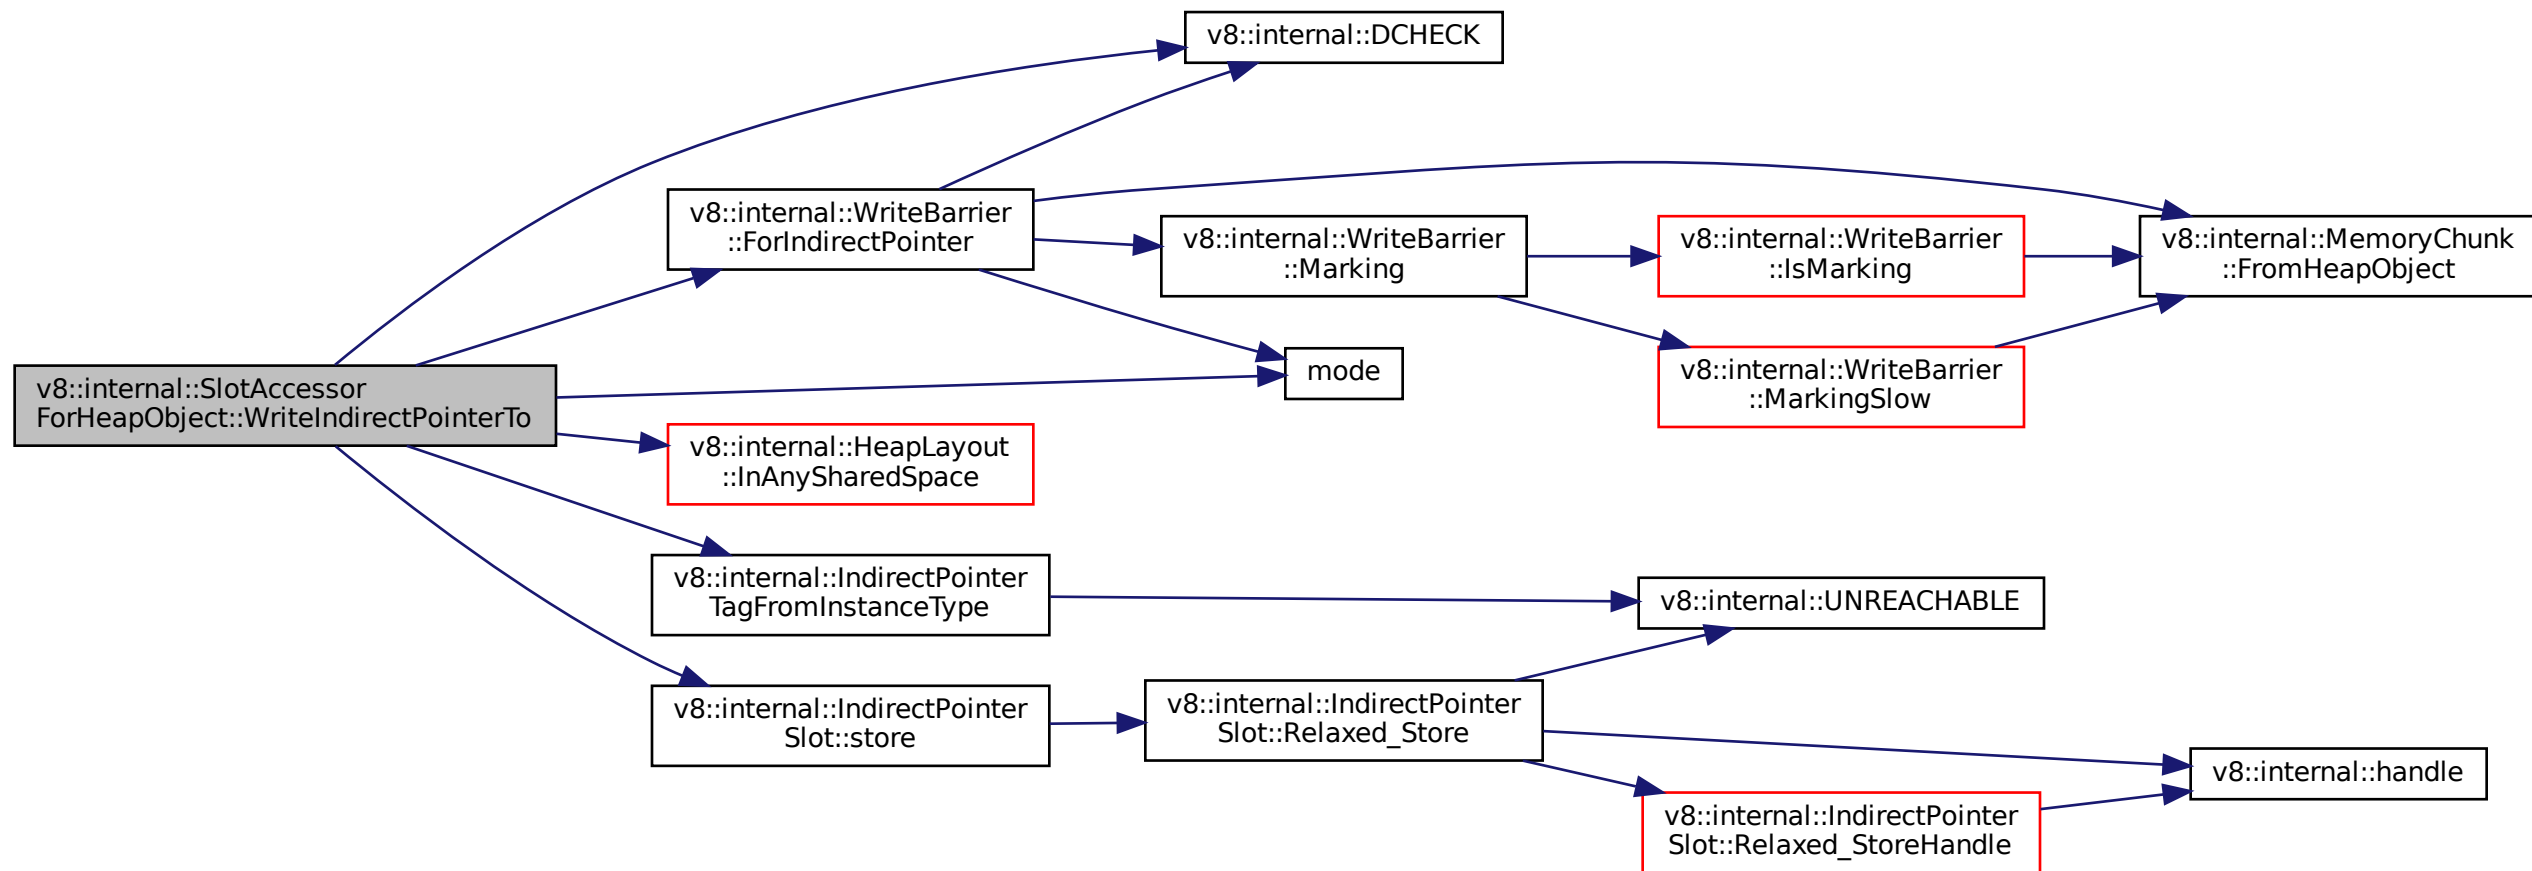 v8::internal::DCHECK
v8::internal::WriteBarrier
::ForIndirectPointer
v8::internal::WriteBarrier
::Marking
v8::internal::WriteBarrier
::IsMarking
v8::internal::MemoryChunk
::FromHeapObject
mode
v8::internal::WriteBarrier
::MarkingSlow
v8::internal::SlotAccessor
ForHeapObject::WriteIndirectPointerTo
v8::internal::HeapLayout
::InAnySharedSpace
v8::internal::IndirectPointer
TagFromInstanceType
v8::internal::UNREACHABLE
v8::internal::IndirectPointer
Slot::store
v8::internal::IndirectPointer
Slot::Relaxed_Store
v8::internal::handle
v8::internal::IndirectPointer
Slot::Relaxed_StoreHandle